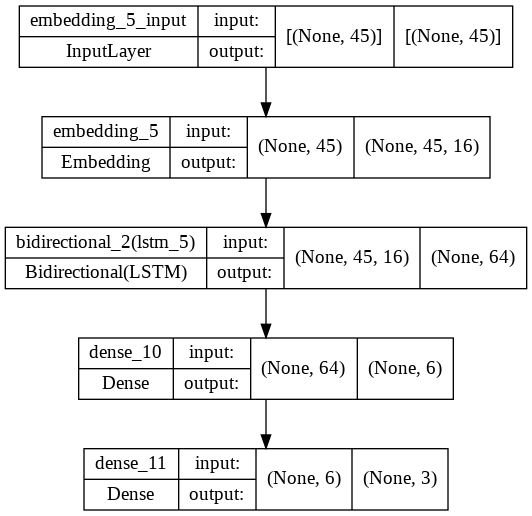 embedding_5_input input: [(None, 45)] [(None, 45)]
InputLayer output:
embedding_5 input: (None, 45) (None, 45, 16)
Embedding output:
bidirectional_2(lstm_5) input: (None, 45, 16) (None, 64)
Bidirectional(LSTM) output:
dense_10 input: (None, 64) (None, 6)
Dense output:
dense_11 input: (None, 6) (None, 3)
Dense output: